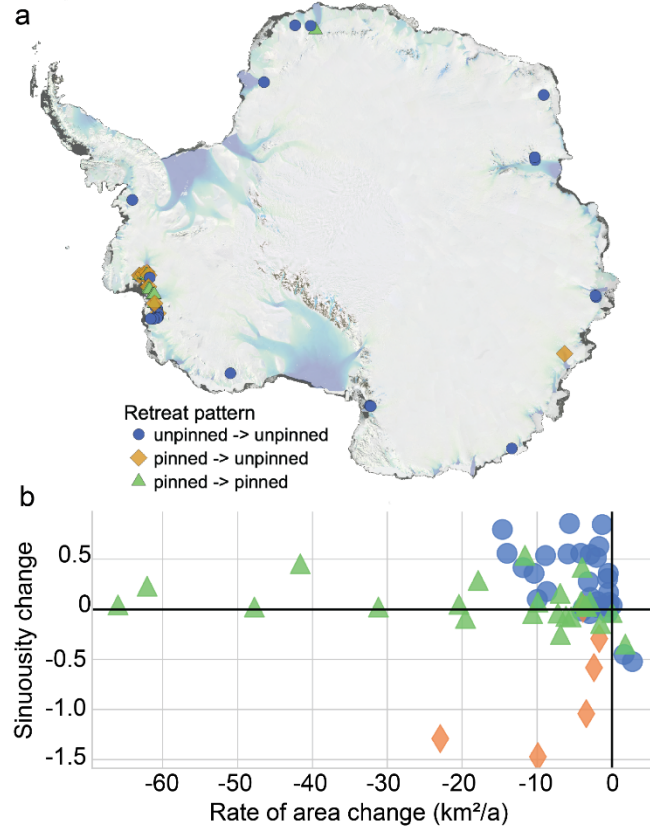 a
Retreat pattern
unpinned -> unpinned
pinned -> unpinned
pinned -> pinned
b
Sinuousity change
0.5
0
-0.5
-1.0
-1.5
-60 -50 -40 -30 -20 -10 0
Rate of area change (km²/a)